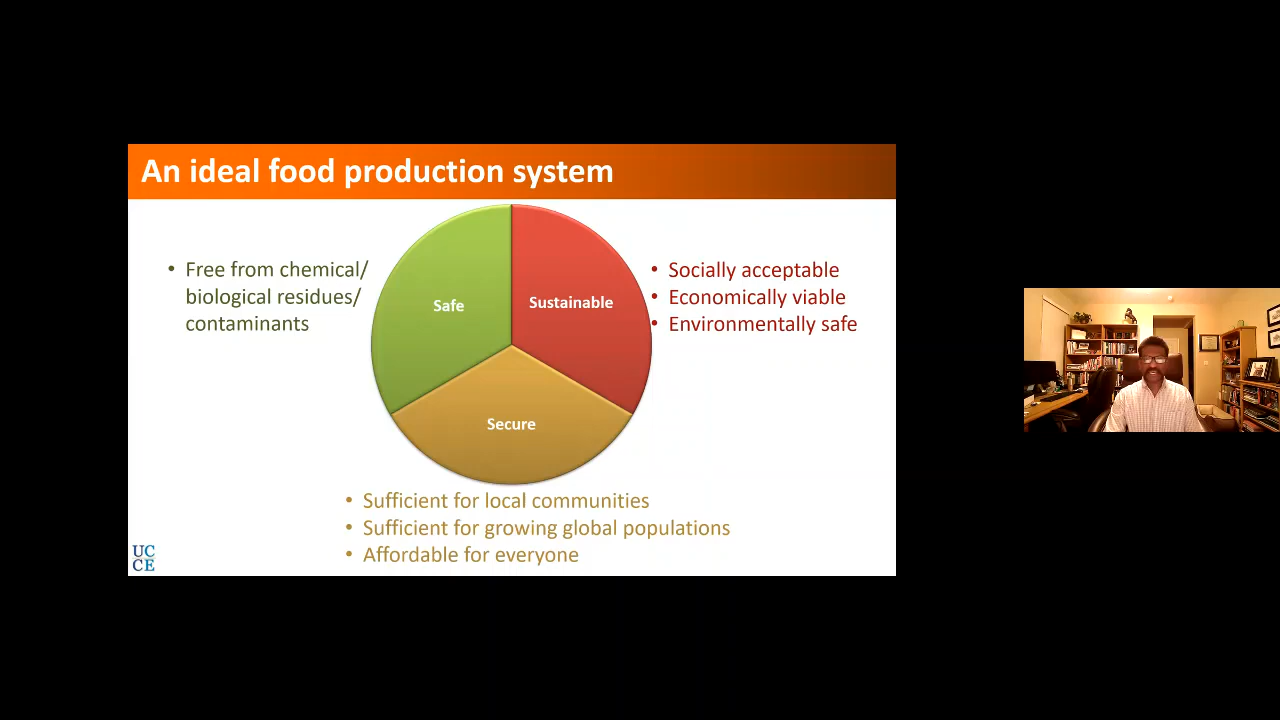 An ideal food production system
• Free from chemical/
biological residues/
contaminants
Safe
Sustainable
Secure
• Socially acceptable
• Economically viable
• Environmentally safe
• Sufficient for local communities
• Sufficient for growing global populations
• Affordable for everyone
UC
CE